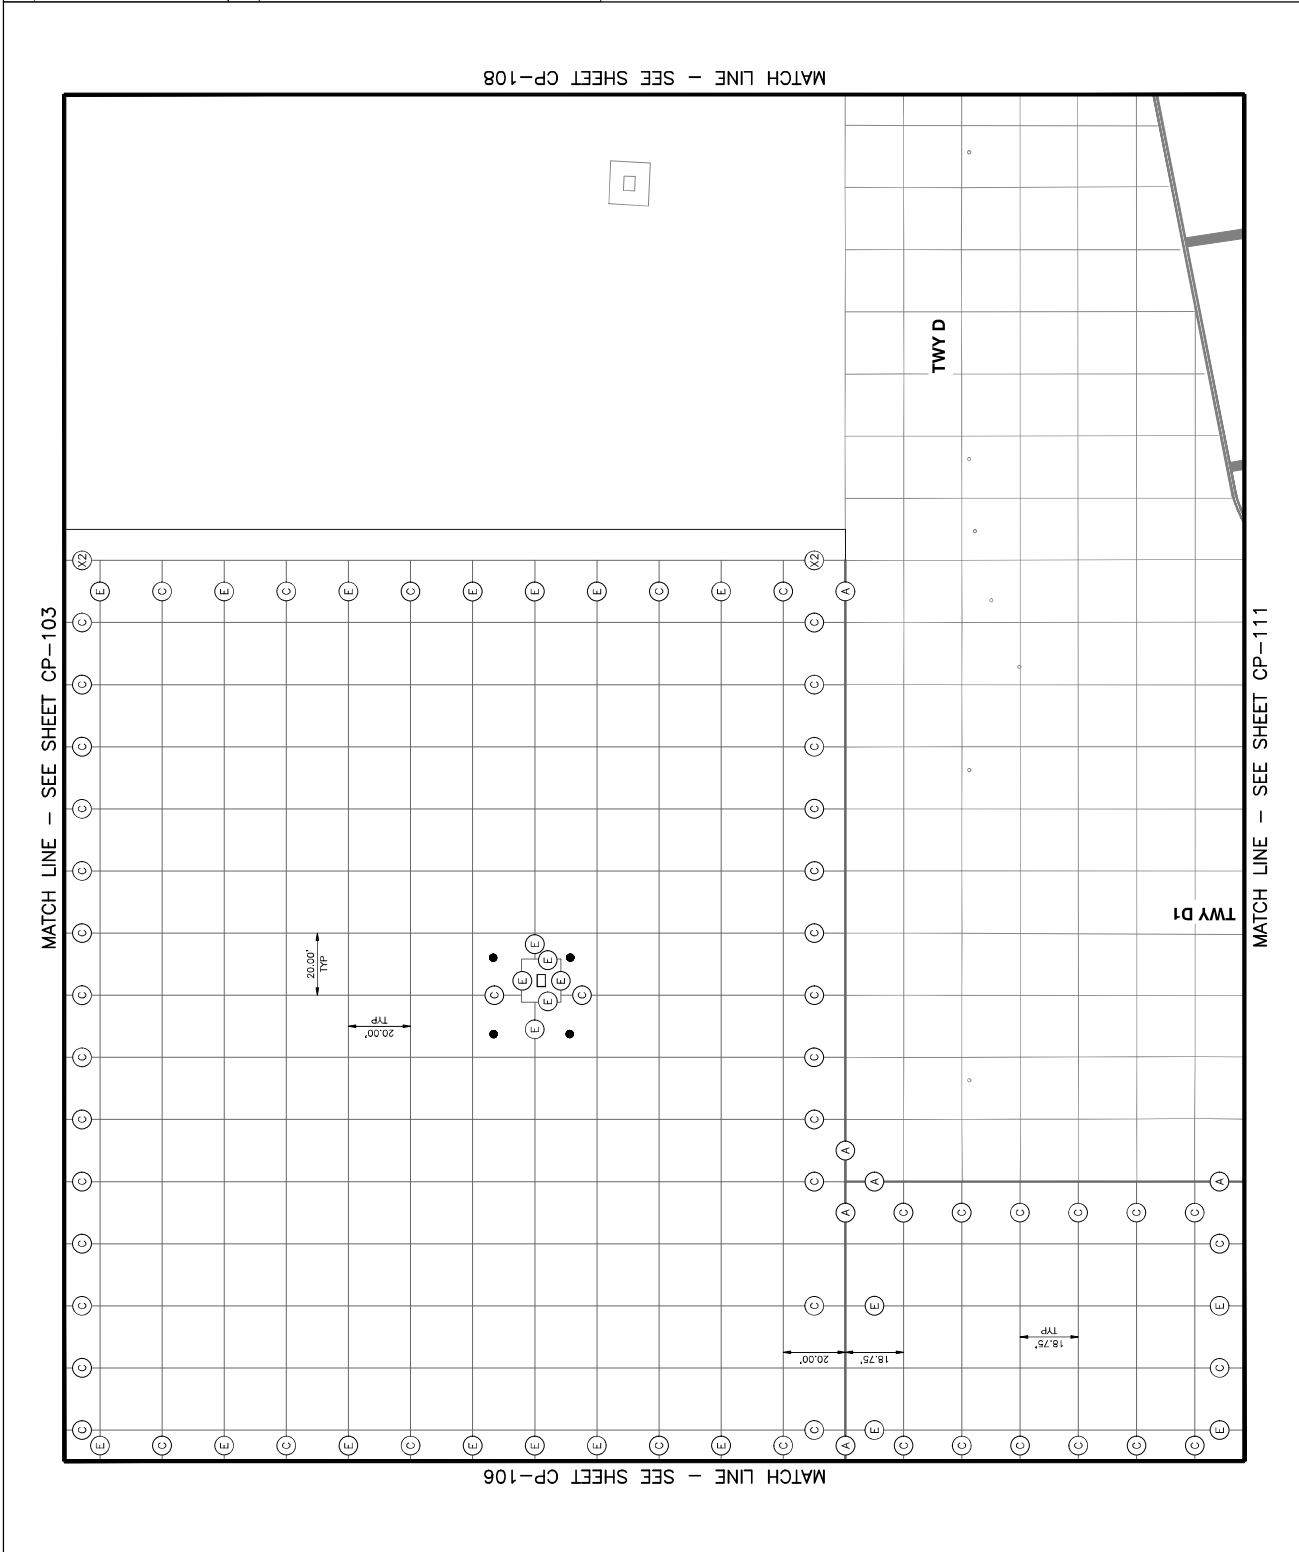 MATCH LINE - SEE SHEET CP-108
MATCH LINE - SEE SHEET CP-103
MATCH LINE - SEE SHEET CP-111
TWY D
X2 X2
E C E C E C E E E C E C A
C C
C C
C C
C C
C C
TWY D1
C C
E
E
20.00'
TYP
E E
C C C C
E
20.00'
TYP
E
C C
C C
A
C C A A
A C C C C C C
C C
C C E E
18.75'
TYP
20.00'
18.75'
C C
C C E E
E C E C E C E E E C E C A C C C C C C
MATCH LINE - SEE SHEET CP-106